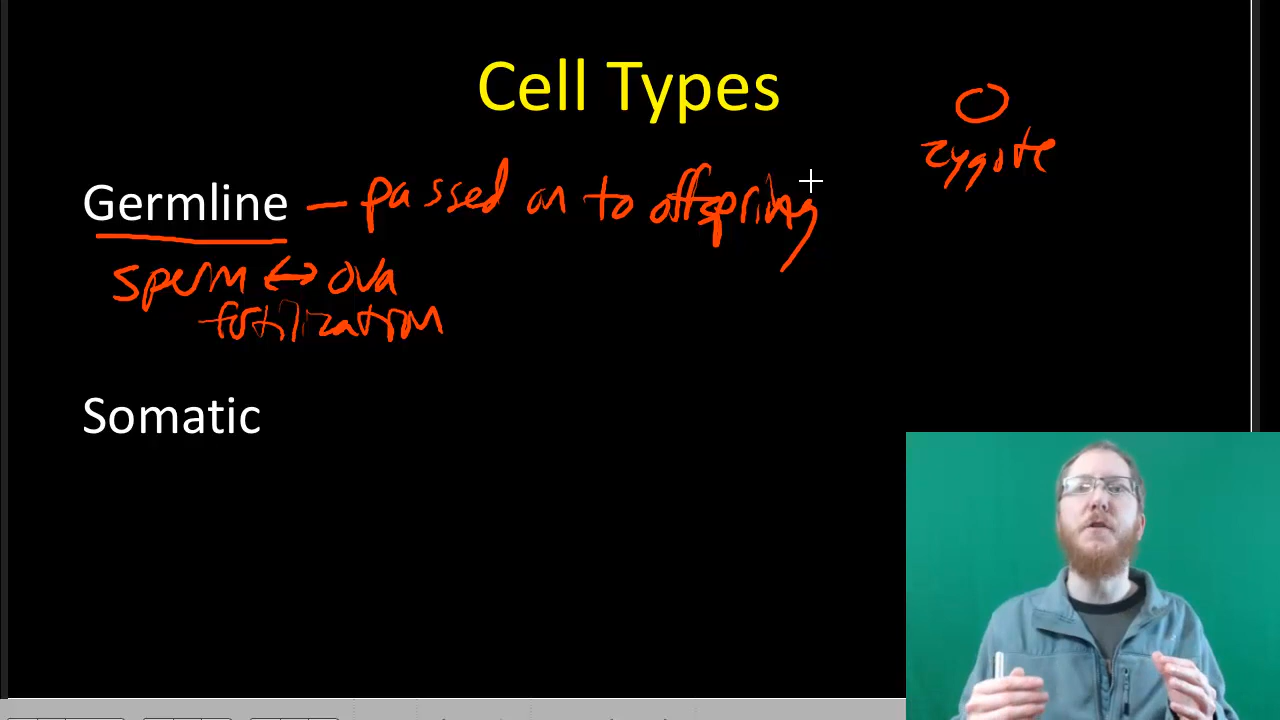 Cell Types
zygote
Germline — passed on to offspring
sperm ↔ ova
fertilization
Somatic